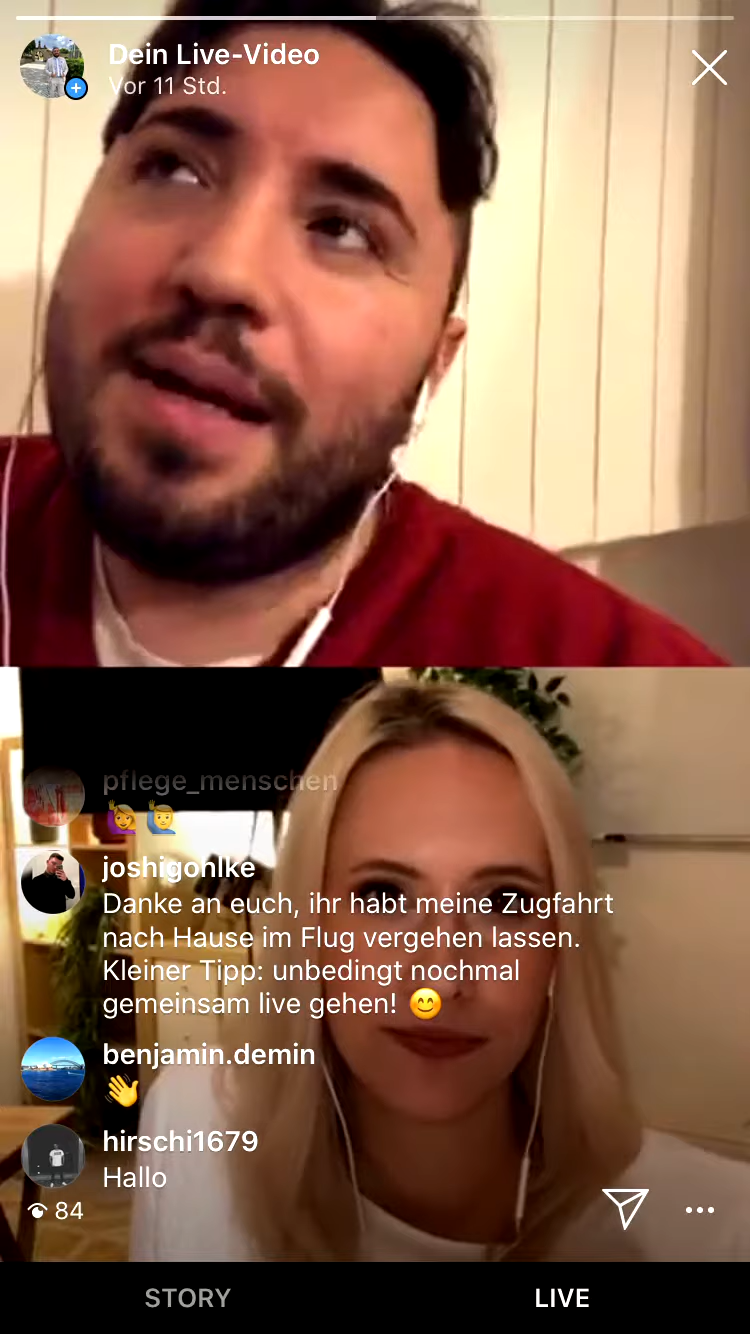 Dein Live-Video
Vor 11 Std.
pflege_menschen
🙋‍♀️🙋‍♂️
joshigohlke
Danke an euch, ihr habt meine Zugfahrt
nach Hause im Flug vergehen lassen.
Kleiner Tipp: unbedingt nochmal
gemeinsam live gehen! 😊
benjamin.demin
👋
hirschi1679
Hallo
84
STORY
LIVE